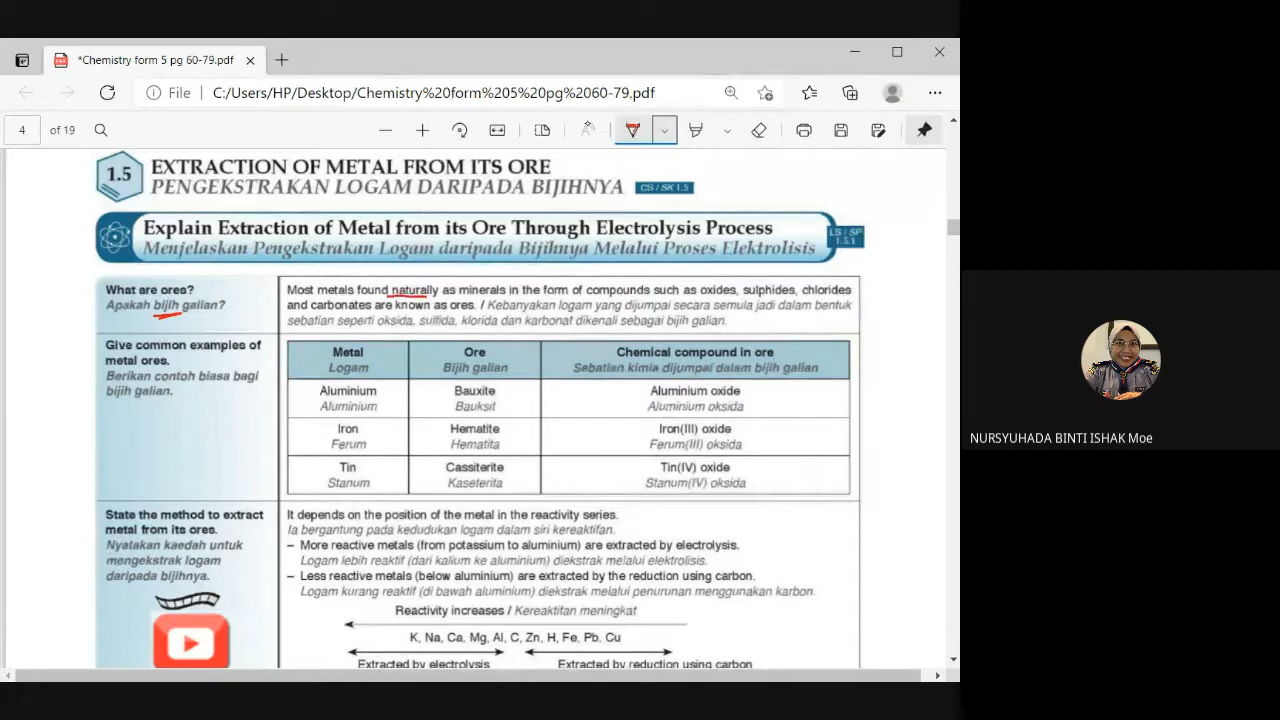 *Chemistry form 5 pg 60-79.pdf
File
C:/Users/HP/Desktop/Chemistry%20form%205%20pg%2060-79.pdf
4 of 19
1.5 EXTRACTION OF METAL FROM ITS ORE
PENGEKSTRAKAN LOGAM DARIPADA BIJIHNYA CS / SK 1.5
Explain Extraction of Metal from its Ore Through Electrolysis Process
Menjelaskan Pengekstrakan Logam daripada Bijihnya Melalui Proses Elektrolisis
LS / SP
1.5.1
What are ores?
Apakah bijih galian?
Most metals found naturally as minerals in the form of compounds such as oxides, sulphides, chlorides
and carbonates are known as ores. / Kebanyakan logam yang dijumpai secara semula jadi dalam bentuk
sebatian seperti oksida, sulfida, klorida dan karbonat dikenali sebagai bijih galian.
Give common examples of
metal ores.
Berikan contoh biasa bagi
bijih galian.
Metal Ore Chemical compound in ore
Logam Bijih galian Sebatian kimia dijumpai dalam bijih galian
Aluminium Bauxite Aluminium oxide
Aluminium Bauksit Aluminium oksida
Iron Hematite Iron(III) oxide
Ferum Hematita Ferum(III) oksida
Tin Cassiterite Tin(IV) oxide
Stanum Kaseterita Stanum(IV) oksida
State the method to extract
metal from its ores.
Nyatakan kaedah untuk
mengekstrak logam
daripada bijihnya.
It depends on the position of the metal in the reactivity series.
Ia bergantung pada kedudukan logam dalam siri kereaktifan.
– More reactive metals (from potassium to aluminium) are extracted by electrolysis.
Logam lebih reaktif (dari kalium ke aluminium) diekstrak melalui elektrolisis.
– Less reactive metals (below aluminium) are extracted by the reduction using carbon.
Logam kurang reaktif (di bawah aluminium) diekstrak melalui penurunan menggunakan karbon.
Reactivity increases / Kereaktifan meningkat
K, Na, Ca, Mg, Al, C, Zn, H, Fe, Pb, Cu
Extracted by electrolysis Extracted by reduction using carbon
NURSYUHADA BINTI ISHAK Moe